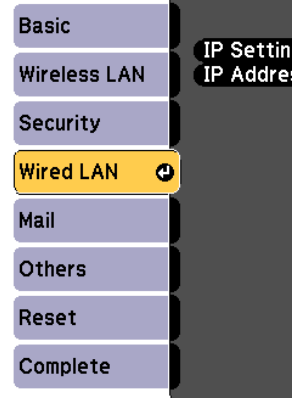 Basic
Wireless LAN
Security
Wired LAN
Mail
Others
Reset
Complete
IP Settin
IP Addres